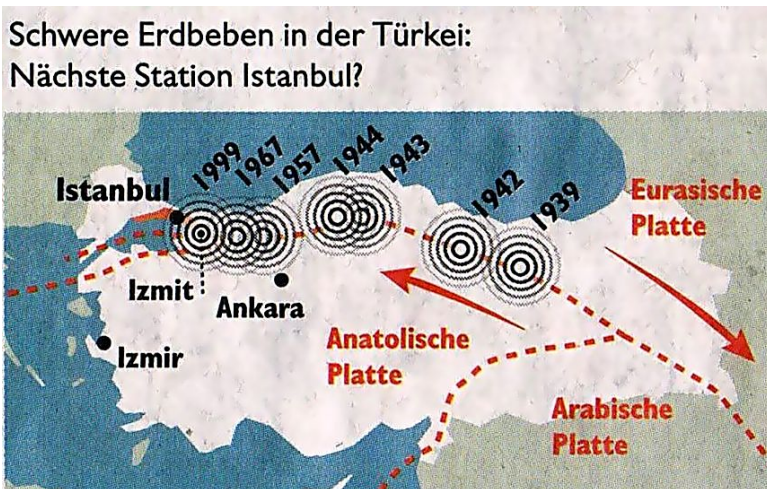 Schwere Erdbeben in der Türkei:
Nächste Station Istanbul?
1999
1967
1957
1944
1943
1942
1939
Istanbul
Eurasische
Platte
Izmit
Ankara
Anatolische
Platte
Izmir
Arabische
Platte